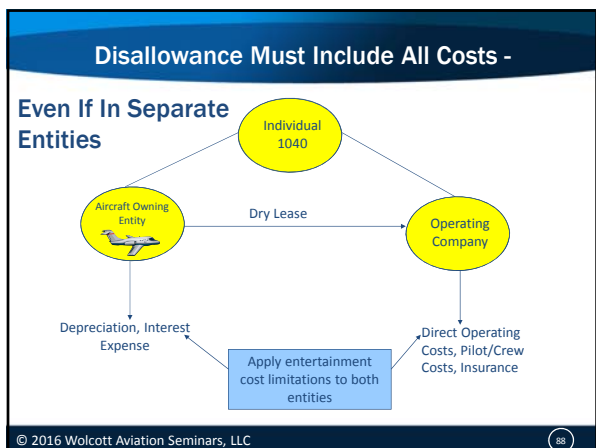 Disallowance Must Include All Costs -
Even If In Separate
Entities
Individual
1040
Aircraft Owning
Entity
Dry Lease
Operating
Company
Depreciation, Interest
Expense
Direct Operating
Costs, Pilot/Crew
Costs, Insurance
Apply entertainment
cost limitations to both
entities
© 2016 Wolcott Aviation Seminars, LLC
88